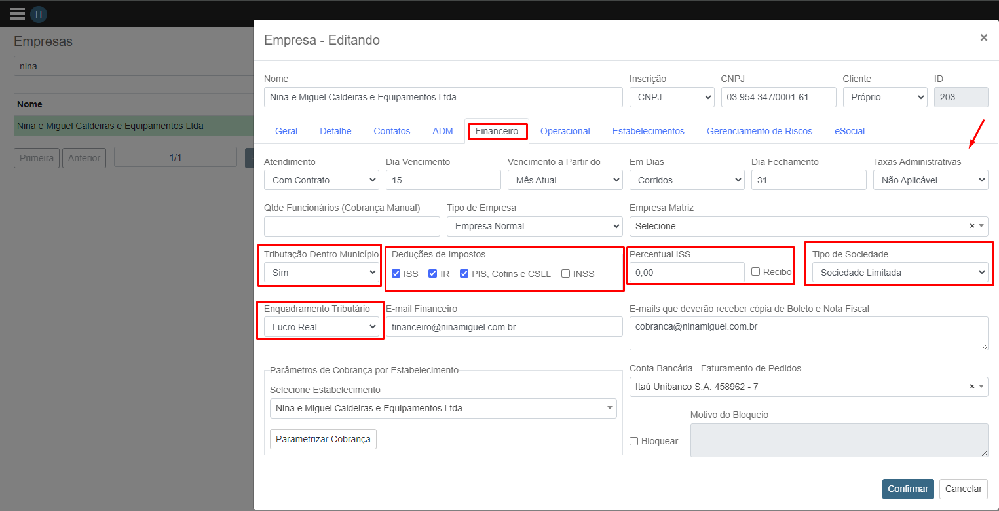 H
Empresas
nina
Nome
Nina e Miguel Caldeiras e Equipamentos Ltda
Primeira Anterior 1/1
Empresa - Editando ×
Nome Inscrição CNPJ Cliente ID
Nina e Miguel Caldeiras e Equipamentos Ltda CNPJ 03.954.347/0001-61 Próprio 203
Geral Detalhe Contatos ADM Financeiro Operacional Estabelecimentos Gerenciamento de Riscos eSocial
Atendimento Dia Vencimento Vencimento a Partir do Em Dias Dia Fechamento Taxas Administrativas
Com Contrato 15 Mês Atual Corridos 31 Não Aplicável
Qtde Funcionários (Cobrança Manual) Tipo de Empresa Empresa Matriz
Empresa Normal Selecione ×
Tributação Dentro Município Deduções de Impostos Percentual ISS Tipo de Sociedade
Sim ISS IR PIS, Cofins e CSLL INSS 0,00 Recibo Sociedade Limitada
Enquadramento Tributário E-mail Financeiro E-mails que deverão receber cópia de Boleto e Nota Fiscal
Lucro Real financeiro@ninamiguel.com.br cobranca@ninamiguel.com.br
Parâmetros de Cobrança por Estabelecimento Conta Bancária - Faturamento de Pedidos
Selecione Estabelecimento Itaú Unibanco S.A. 458962 - 7 ×
Nina e Miguel Caldeiras e Equipamentos Ltda Motivo do Bloqueio
Parametrizar Cobrança Bloquear
Confirmar Cancelar